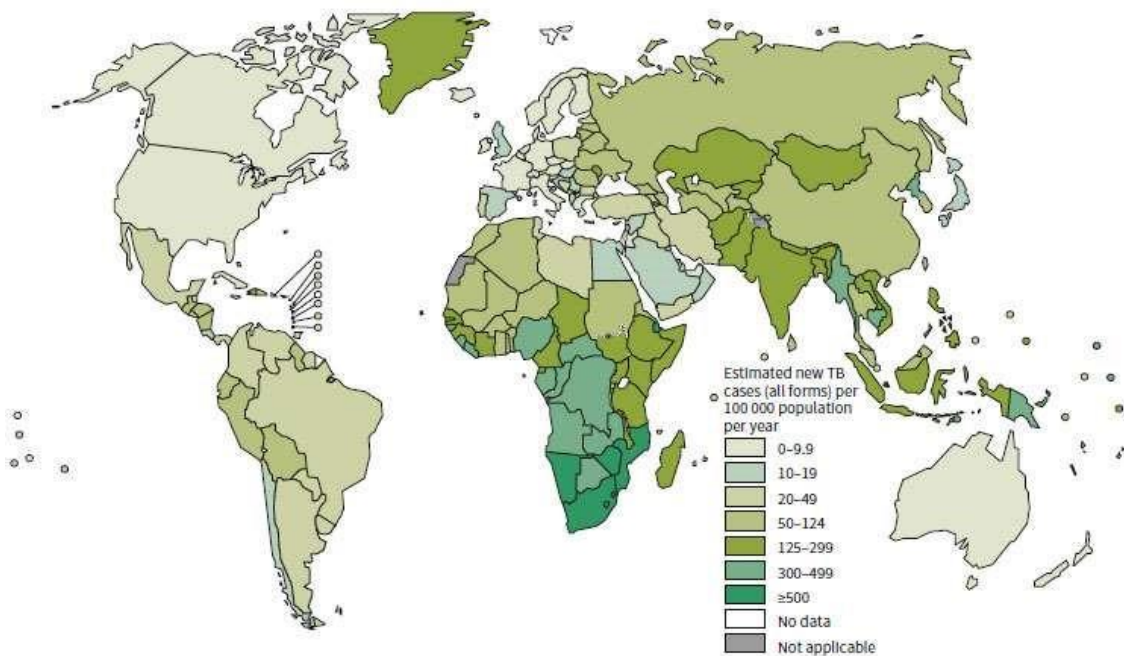 Estimated new TB
cases (all forms) per
100 000 population
per year
0–9.9
10–19
20–49
50–124
125–299
300–499
≥500
No data
Not applicable